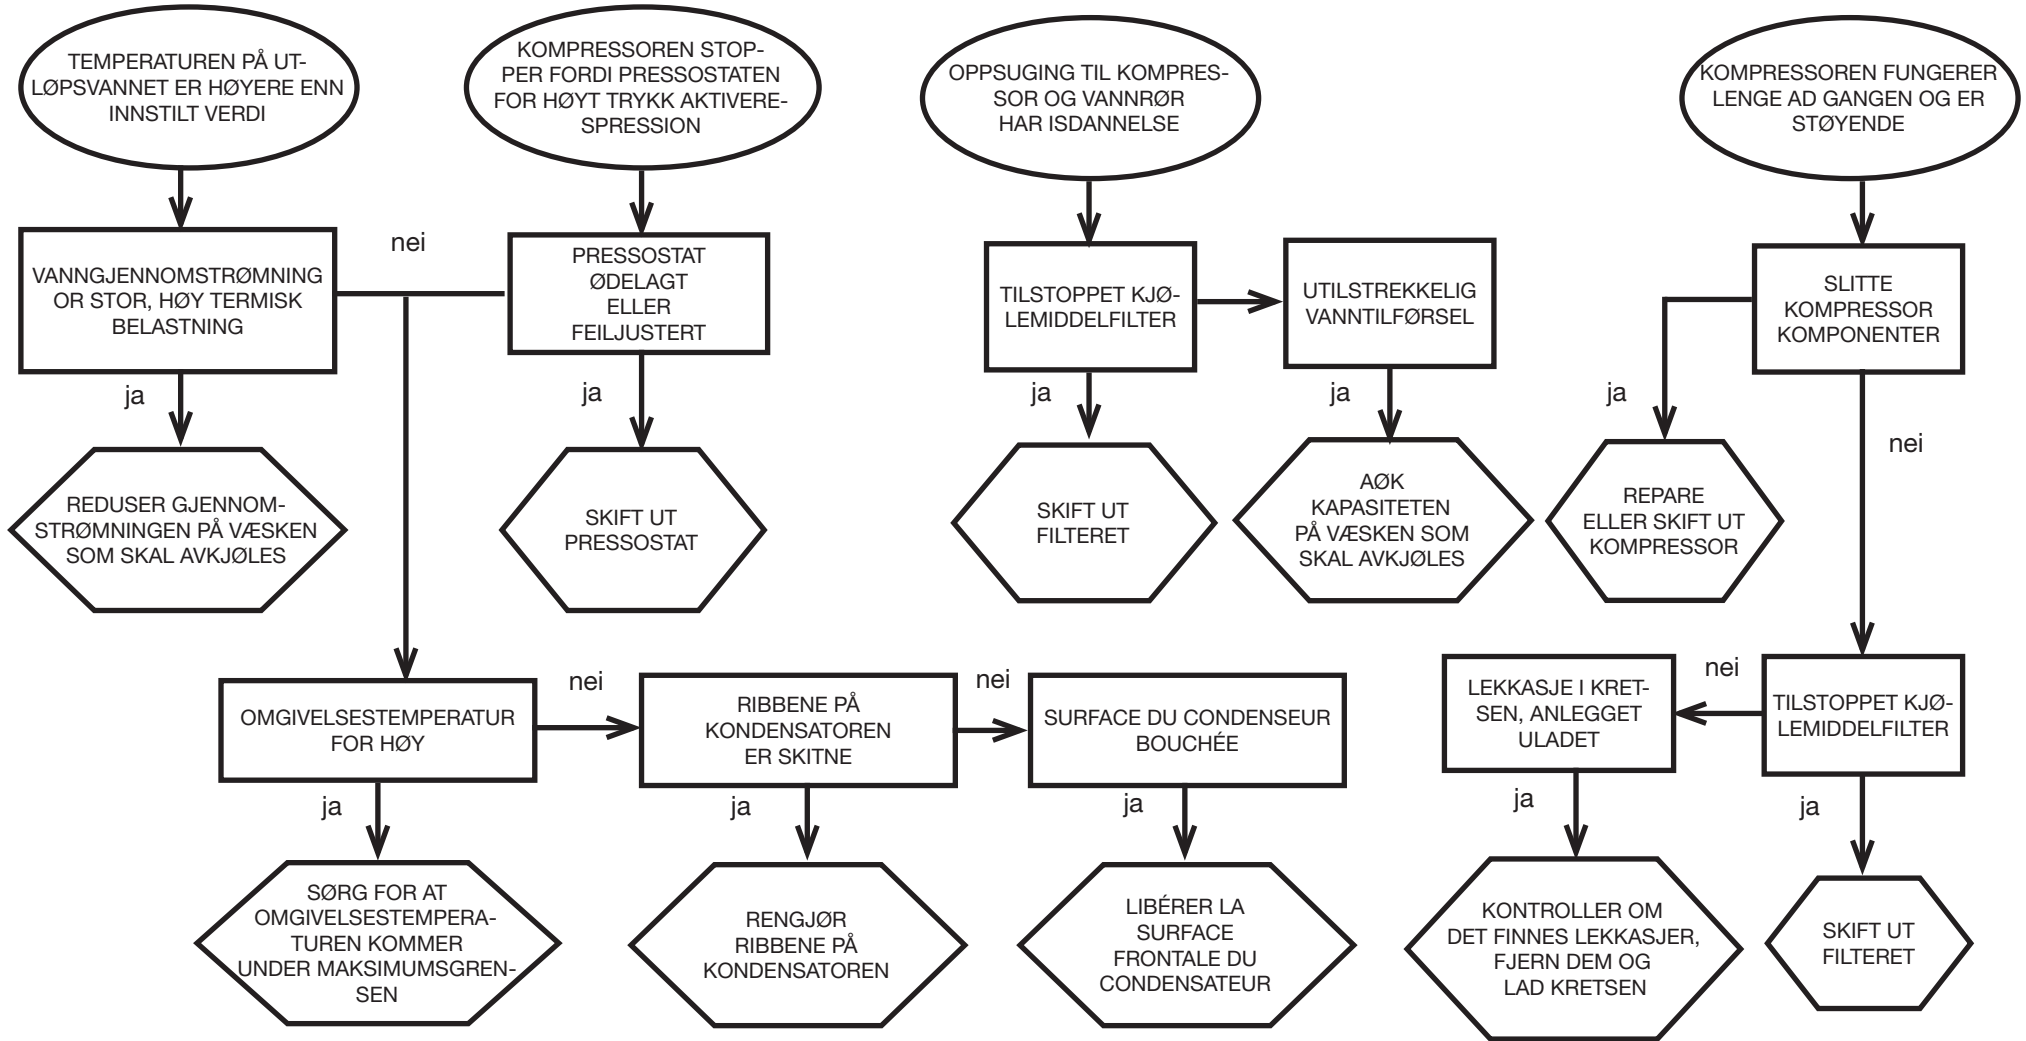 TEMPERATUREN PÅ UT-
LØPSVANNET ER HØYERE ENN
INNSTILT VERDI
KOMPRESSOREN STOP-
PER FORDI PRESSOSTATEN
FOR HØYT TRYKK AKTIVERE-
SPRESSION
OPPSUGING TIL KOMPRES-
SOR OG VANNRØR
HAR ISDANNELSE
KOMPRESSOREN FUNGERER
LENGE AD GANGEN OG ER
STØYENDE
VANNGJENNOMSTRØMNING
OR STOR, HØY TERMISK
BELASTNING
nei
PRESSOSTAT
ØDELAGT
ELLER
FEILJUSTERT
TILSTOPPET KJØ-
LEMIDDELFILTER
UTILSTREKKELIG
VANNTILFØRSEL
SLITTE
KOMPRESSOR
KOMPONENTER
ja
ja
ja
ja
ja
nei
REDUSER GJENNOM-
STRØMNINGEN PÅ VÆSKEN
SOM SKAL AVKJØLES
SKIFT UT
PRESSOSTAT
SKIFT UT
FILTERET
AØK
KAPASITETEN
PÅ VÆSKEN SOM
SKAL AVKJØLES
REPARE
ELLER SKIFT UT
KOMPRESSOR
OMGIVELSESTEMPERATUR
FOR HØY
nei
RIBBENE PÅ
KONDENSATOREN
ER SKITNE
nei
SURFACE DU CONDENSEUR
BOUCHÉE
LEKKASJE I KRET-
SEN, ANLEGGET
ULADET
nei
TILSTOPPET KJØ-
LEMIDDELFILTER
ja
ja
ja
ja
ja
SØRG FOR AT
OMGIVELSESTEMPERA-
TUREN KOMMER
UNDER MAKSIMUMSGREN-
SEN
RENGJØR
RIBBENE PÅ
KONDENSATOREN
LIBÉRER LA
SURFACE
FRONTALE DU
CONDENSATEUR
KONTROLLER OM
DET FINNES LEKKASJER,
FJERN DEM OG
LAD KRETSEN
SKIFT UT
FILTERET